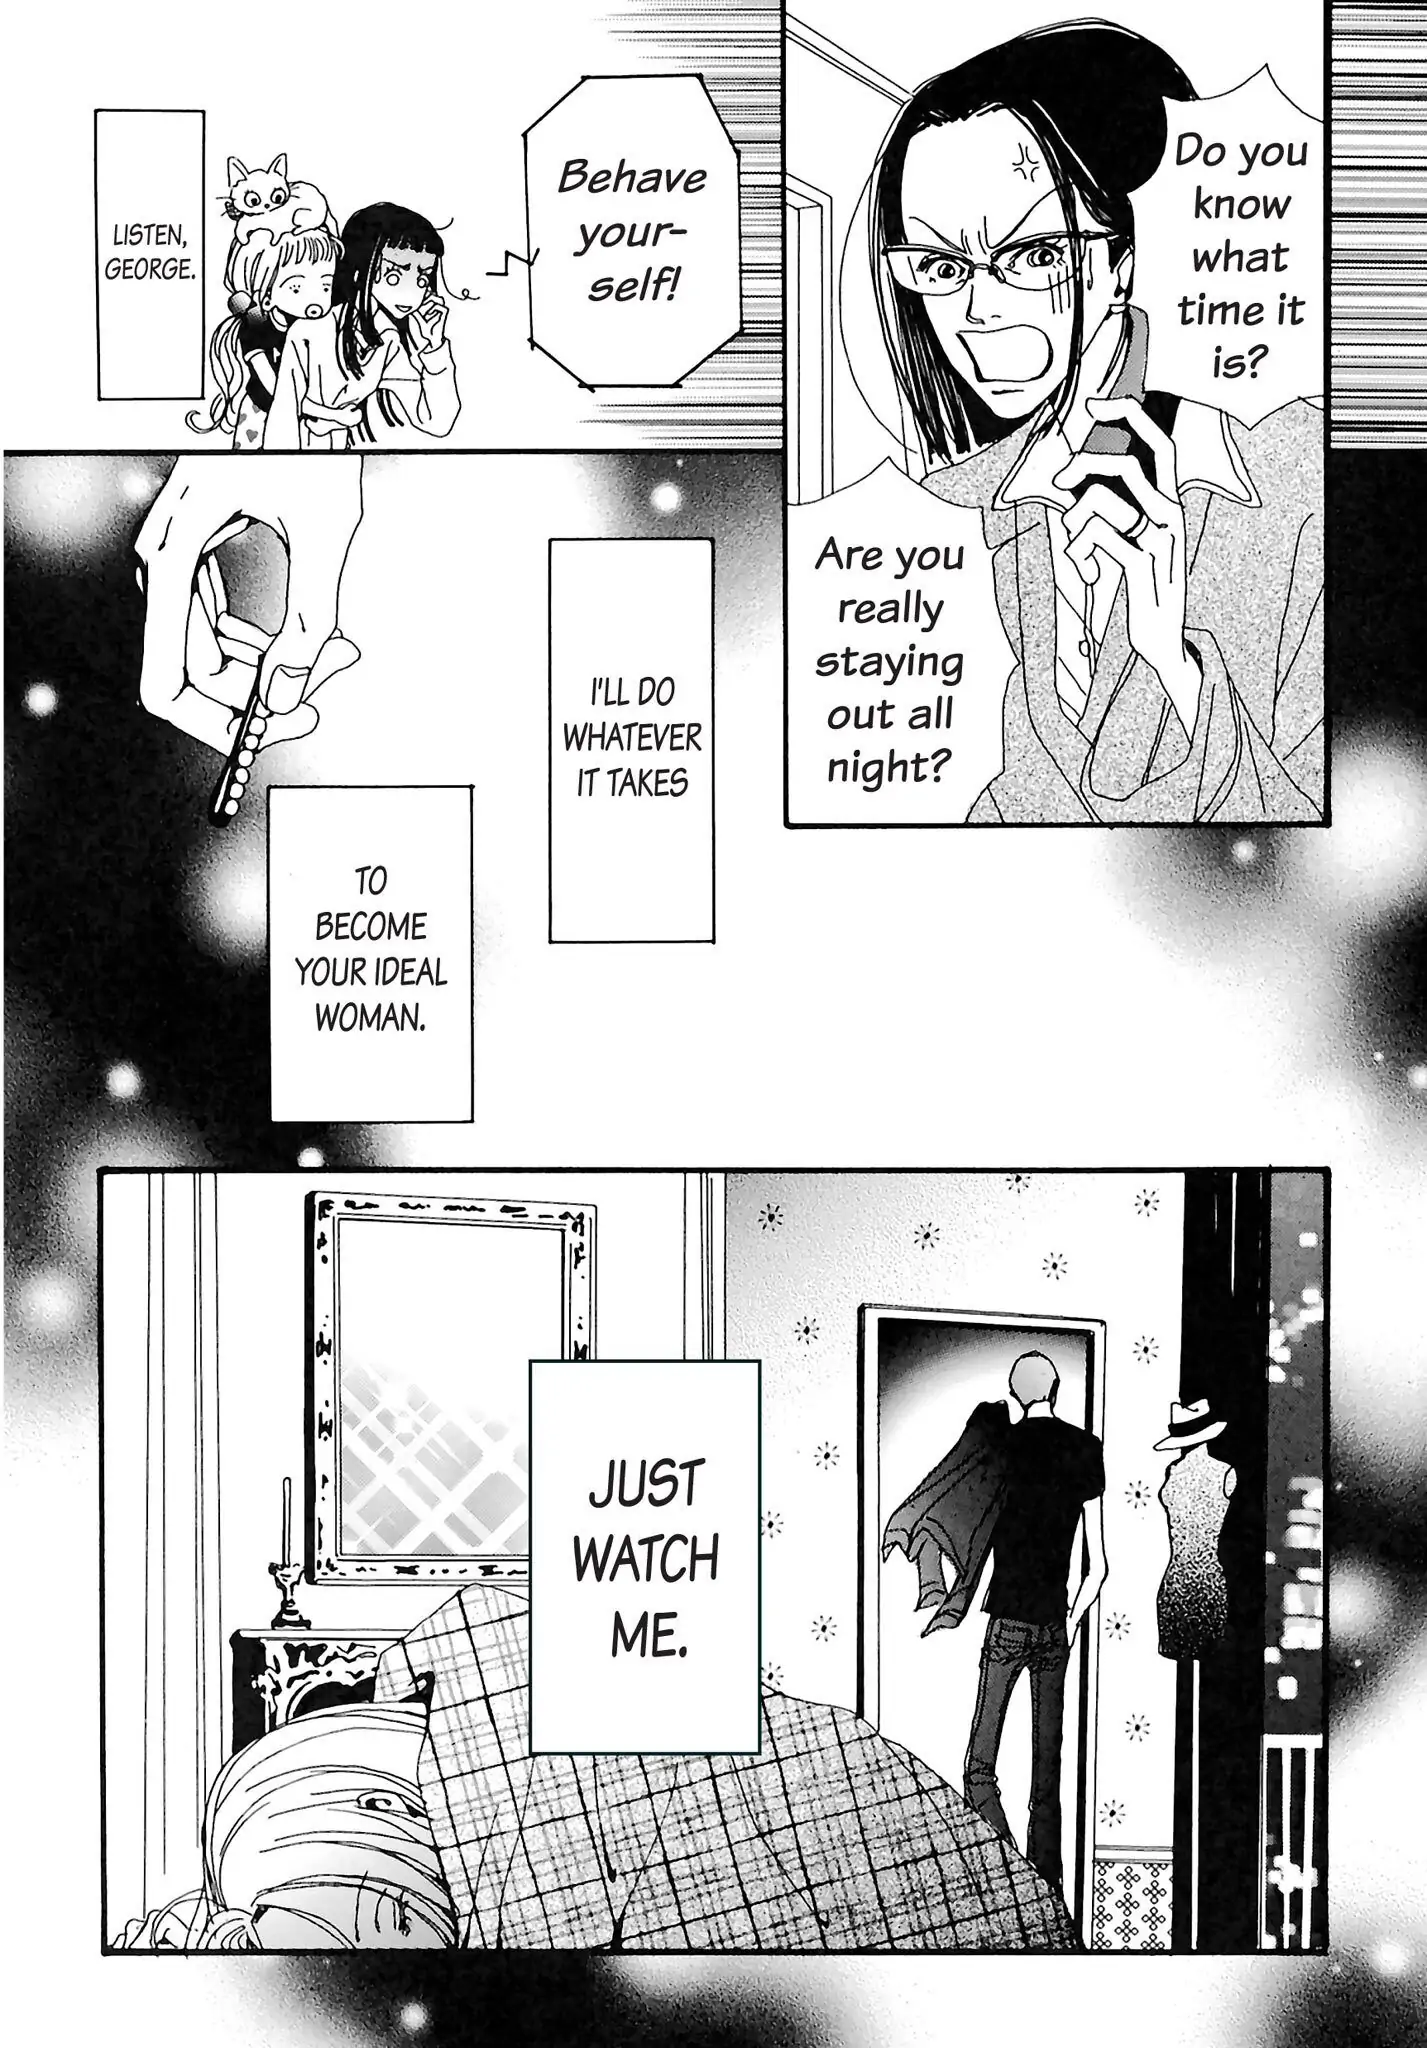 Do you
know
what
time it
is?
Are you
really
staying
out all
night?
Behave
your-
self!
LISTEN,
GEORGE.
I'LL DO
WHATEVER
IT TAKES
TO
BECOME
YOUR IDEAL
WOMAN.
JUST
WATCH
ME.